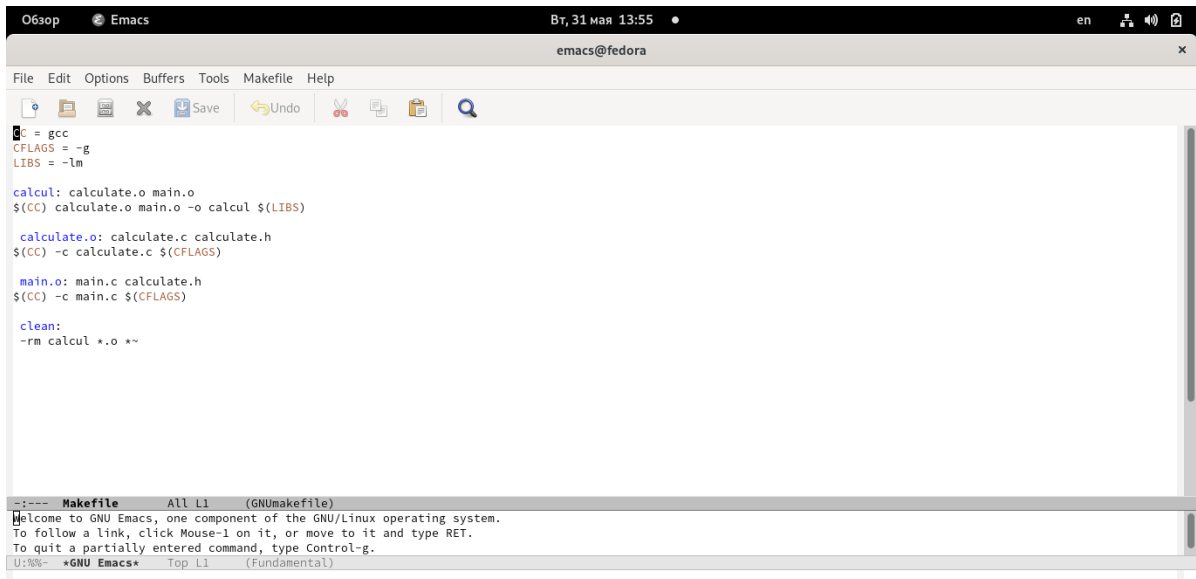 Обзор Emacs Вт, 31 мая 13:55 en
emacs@fedora
File Edit Options Buffers Tools Makefile Help
Save Undo
CC = gcc
CFLAGS = -g
LIBS = -lm
calcul: calculate.o main.o
$(CC) calculate.o main.o -o calcul $(LIBS)
calculate.o: calculate.c calculate.h
$(CC) -c calculate.c $(CFLAGS)
main.o: main.c calculate.h
$(CC) -c main.c $(CFLAGS)
clean:
-rm calcul *.o *~
-:--- Makefile All L1 (GNUmakefile)
Welcome to GNU Emacs, one component of the GNU/Linux operating system.
To follow a link, click Mouse-1 on it, or move to it and type RET.
To quit a partially entered command, type Control-g.
U:%%- *GNU Emacs* Top L1 (Fundamental)